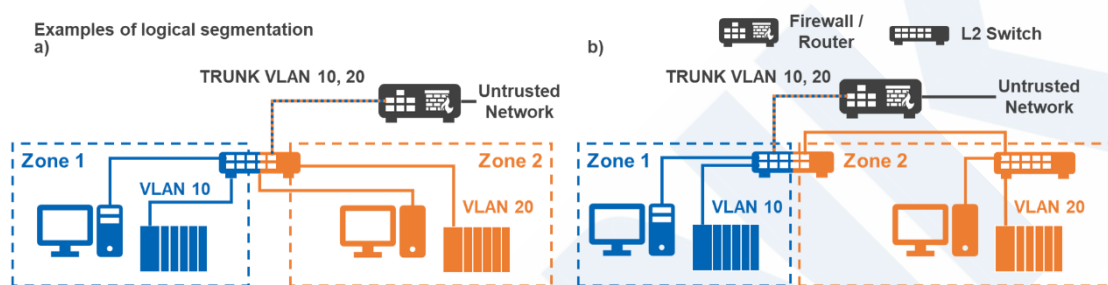 Examples of logical segmentation
a)
TRUNK VLAN 10, 20
Untrusted
Network
Zone 1
Zone 2
VLAN 10
VLAN 20
b)
Firewall /
Router
L2 Switch
TRUNK VLAN 10, 20
Untrusted
Network
Zone 1
Zone 2
VLAN 10
VLAN 20